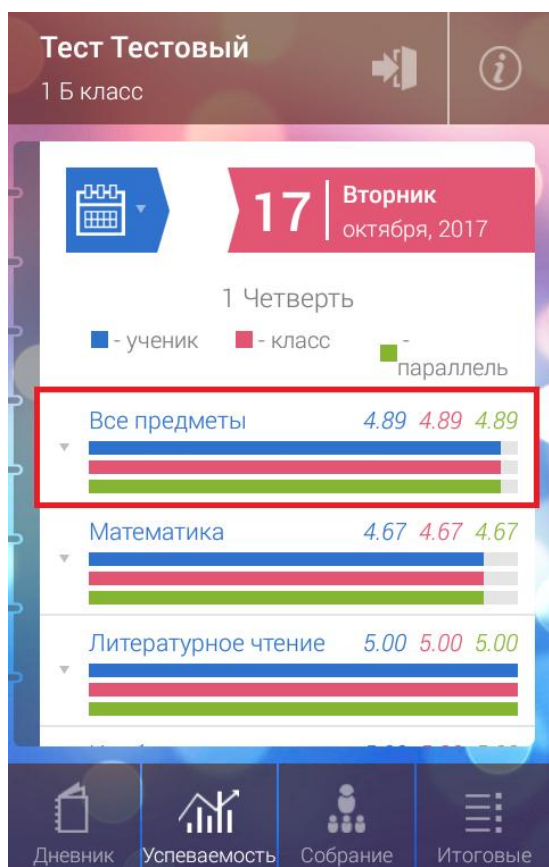 Тест Тестовый
1 Б класс
17
Вторник
октября, 2017
1 Четверть
- ученик - класс -
параллель
Все предметы 4.89 4.89 4.89
Математика 4.67 4.67 4.67
Литературное чтение 5.00 5.00 5.00
Дневник Успеваемость Собрание Итоговые